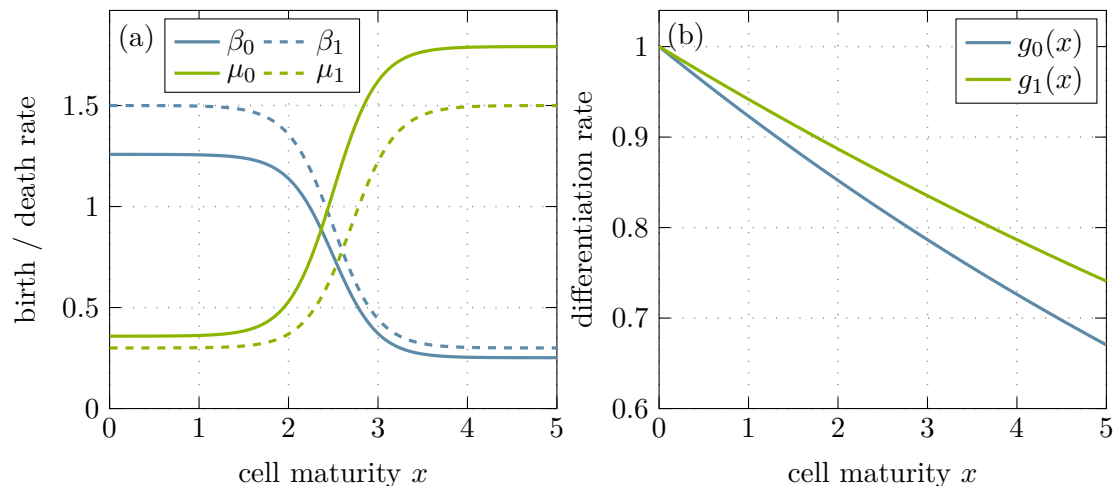 (a)
β₀ β₁
μ₀ μ₁
birth / death rate
1.5
1
0.5
0
0 1 2 3 4 5
cell maturity x
(b)
g₀(x)
g₁(x)
differentiation rate
1
0.9
0.8
0.7
0.6
0 1 2 3 4 5
cell maturity x